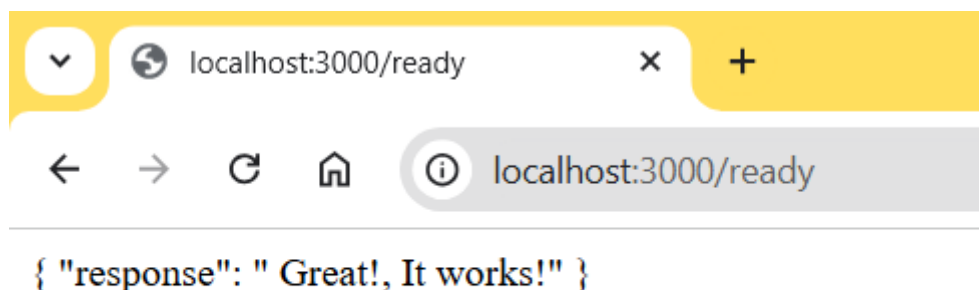 localhost:3000/ready
localhost:3000/ready
{ "response": " Great!, It works!" }